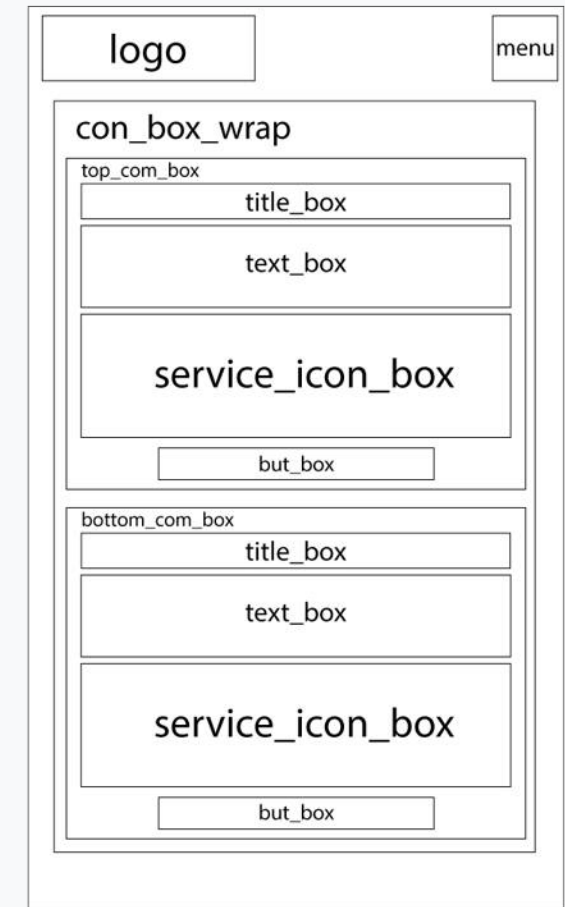 logo
menu
con_box_wrap
top_com_box
title_box
text_box
service_icon_box
but_box
bottom_com_box
title_box
text_box
service_icon_box
but_box